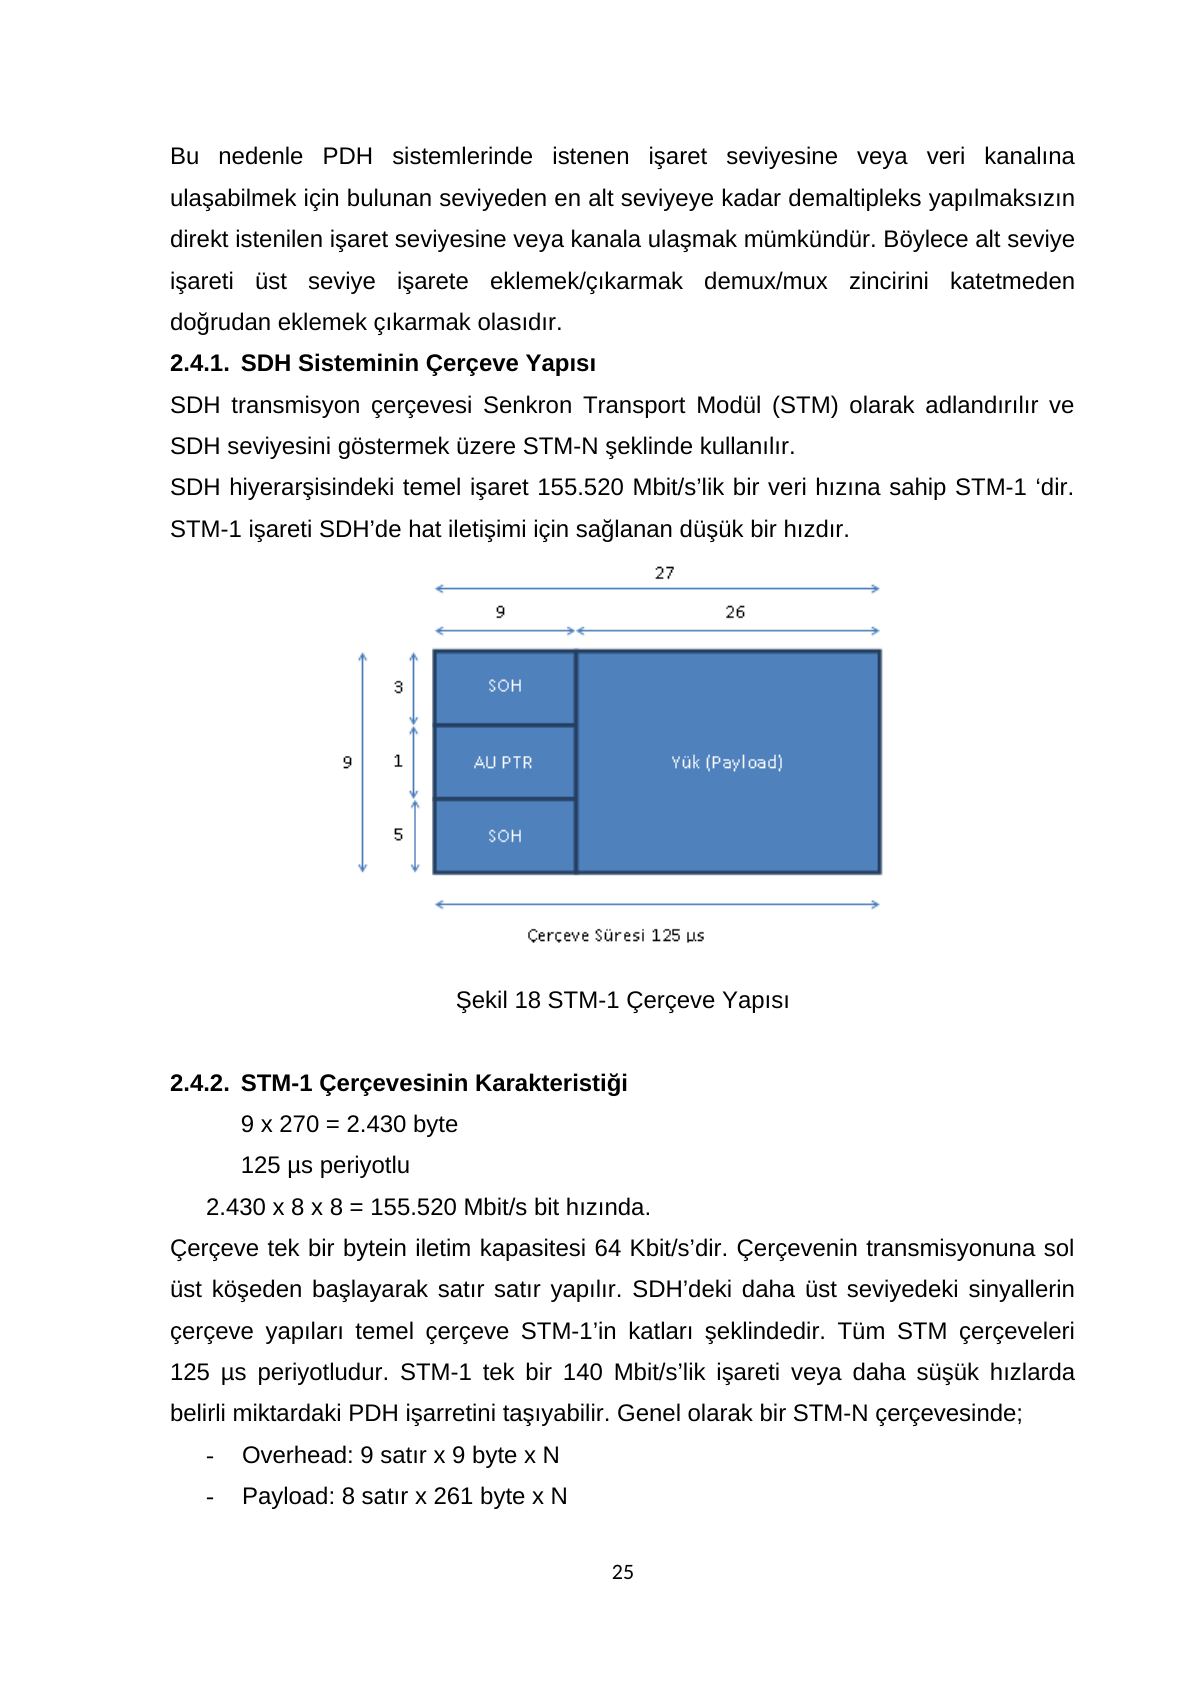 Bu nedenle PDH sistemlerinde istenen işaret seviyesine veya veri kanalına
ulaşabilmek için bulunan seviyeden en alt seviyeye kadar demaltipleks yapılmaksızın
direkt istenilen işaret seviyesine veya kanala ulaşmak mümkündür. Böylece alt seviye
işareti üst seviye işarete eklemek/çıkarmak demux/mux zincirini katetmeden
doğrudan eklemek çıkarmak olasıdır.
2.4.1. SDH Sisteminin Çerçeve Yapısı
SDH transmisyon çerçevesi Senkron Transport Modül (STM) olarak adlandırılır ve
SDH seviyesini göstermek üzere STM-N şeklinde kullanılır.
SDH hiyerarşisindeki temel işaret 155.520 Mbit/s’lik bir veri hızına sahip STM-1 ‘dir.
STM-1 işareti SDH’de hat iletişimi için sağlanan düşük bir hızdır.
27
9 26
3 SOH
9 1 AU PTR Yük (Payload)
5 SOH
Çerçeve Süresi 125 µs
Şekil 18 STM-1 Çerçeve Yapısı
2.4.2. STM-1 Çerçevesinin Karakteristiği
9 x 270 = 2.430 byte
125 µs periyotlu
2.430 x 8 x 8 = 155.520 Mbit/s bit hızında.
Çerçeve tek bir bytein iletim kapasitesi 64 Kbit/s’dir. Çerçevenin transmisyonuna sol
üst köşeden başlayarak satır satır yapılır. SDH’deki daha üst seviyedeki sinyallerin
çerçeve yapıları temel çerçeve STM-1’in katları şeklindedir. Tüm STM çerçeveleri
125 µs periyotludur. STM-1 tek bir 140 Mbit/s’lik işareti veya daha süşük hızlarda
belirli miktardaki PDH işarretini taşıyabilir. Genel olarak bir STM-N çerçevesinde;
- Overhead: 9 satır x 9 byte x N
- Payload: 8 satır x 261 byte x N
25